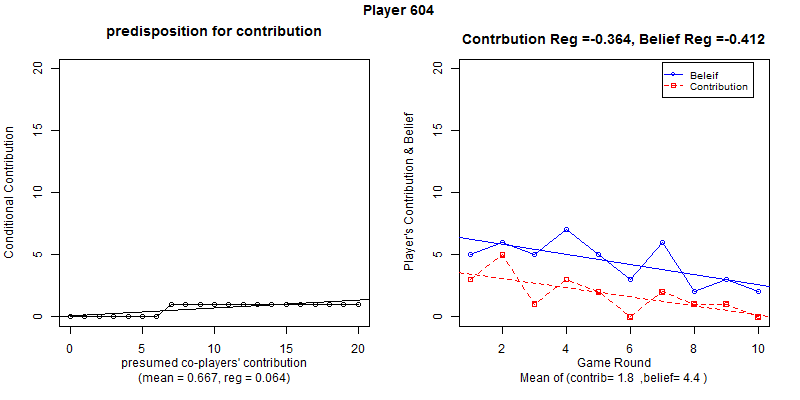 Player 604
predisposition for contribution
Conditional Contribution
0
5
10
15
20
0
5
10
15
20
presumed co-players' contribution
(mean = 0.667, reg = 0.064)
Contrbution Reg =-0.364, Belief Reg =-0.412
Player's Contribution & Belief
0
5
10
15
20
Beleif
Contribution
2
4
6
8
10
Game Round
Mean of (contrib= 1.8 ,belief= 4.4 )